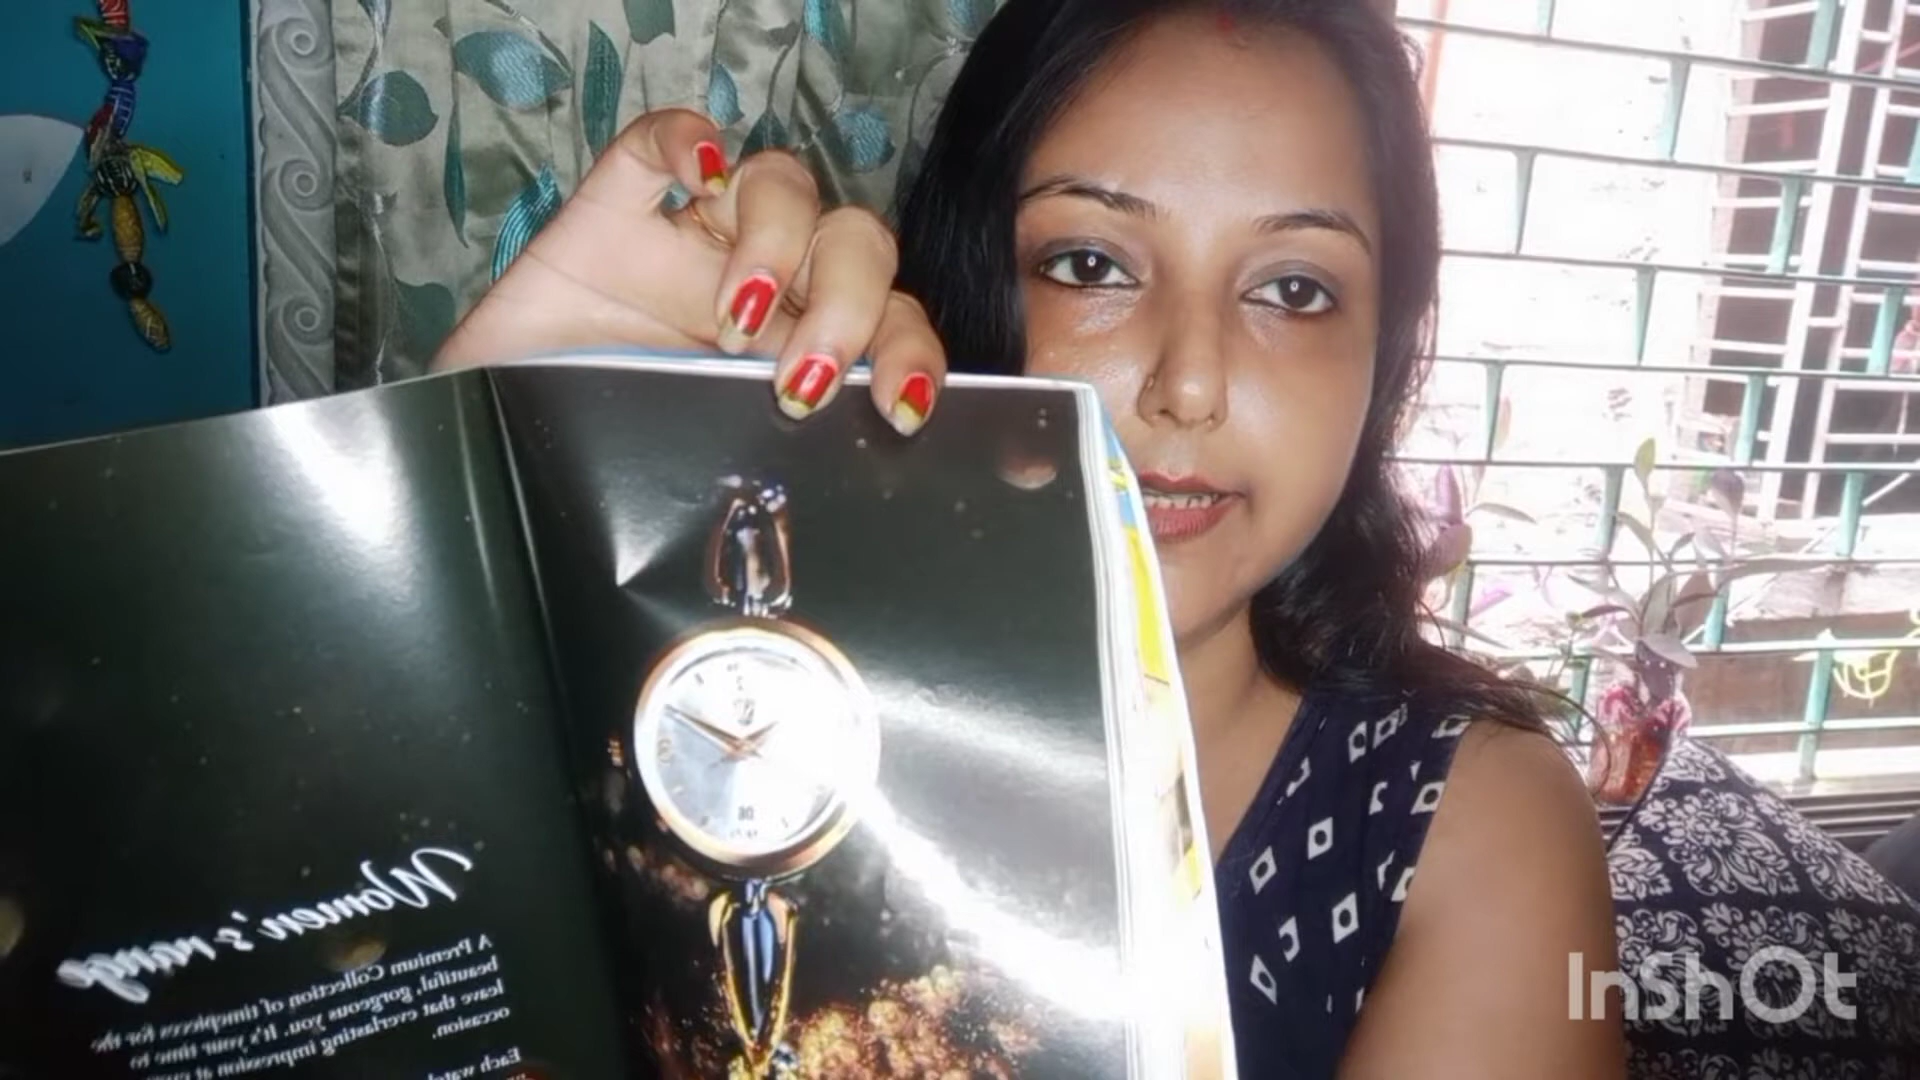 Women's range
A Premium Collection of timepieces for the
beautiful, gorgeous you. It's your time to
leave that everlasting impression at
occasion.
Each
InShOt